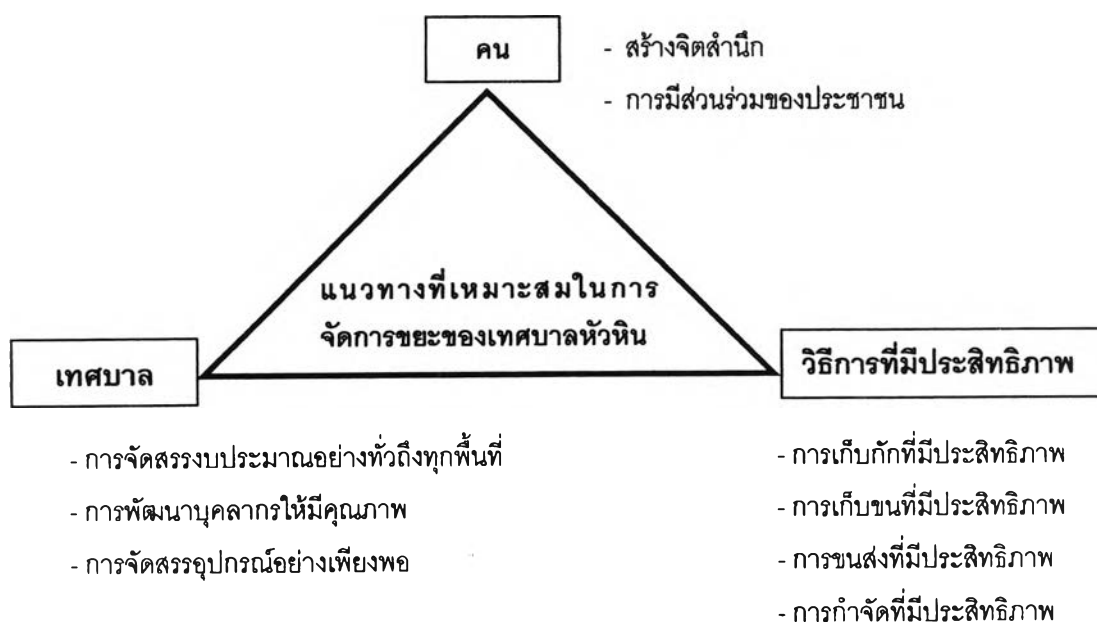 คน
- สร้างจิตสำนึก
- การมีส่วนร่วมของประชาชน
แนวทางที่เหมาะสมในการ
จัดการขยะของเทศบาลหัวหิน
เทศบาล
- การจัดสรรงบประมาณอย่างทั่วถึงทุกพื้นที่
- การพัฒนาบุคลากรให้มีคุณภาพ
- การจัดสรรอุปกรณ์อย่างเพียงพอ
วิธีการที่มีประสิทธิภาพ
- การเก็บกักที่มีประสิทธิภาพ
- การเก็บขนที่มีประสิทธิภาพ
- การขนส่งที่มีประสิทธิภาพ
- การกำจัดที่มีประสิทธิภาพ